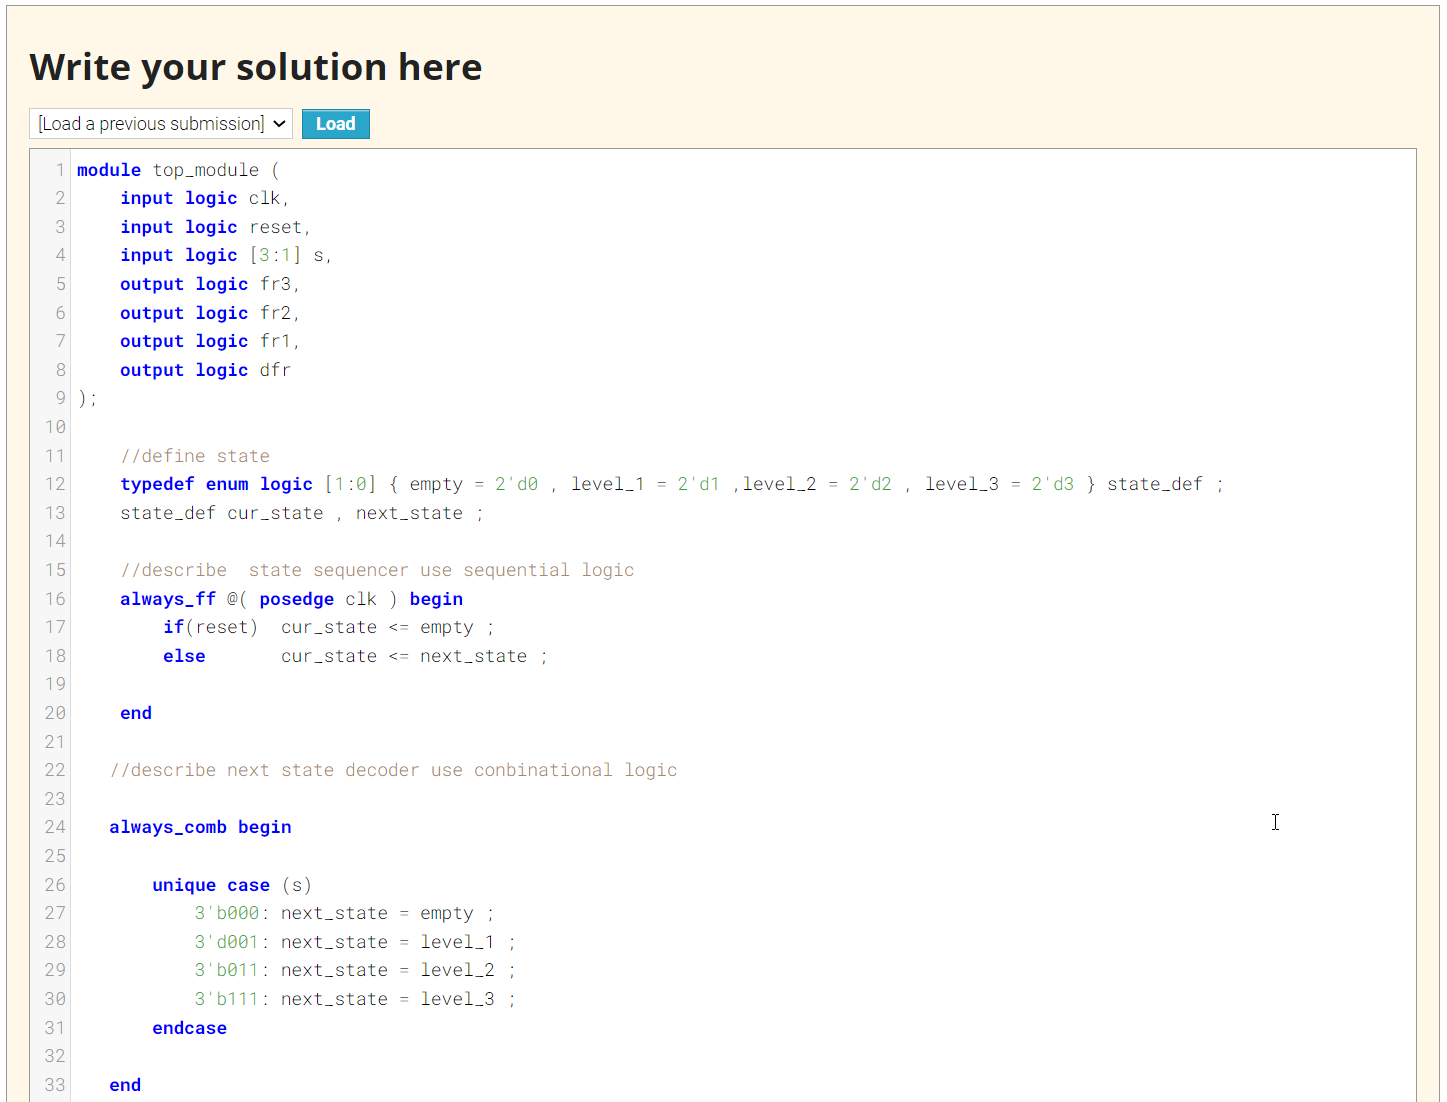 Write your solution here
[Load a previous submission] Load
1 module top_module (
2 input logic clk,
3 input logic reset,
4 input logic [3:1] s,
5 output logic fr3,
6 output logic fr2,
7 output logic fr1,
8 output logic dfr
9 );
10
11 //define state
12 typedef enum logic [1:0] { empty = 2'd0 , level_1 = 2'd1 ,level_2 = 2'd2 , level_3 = 2'd3 } state_def ;
13 state_def cur_state , next_state ;
14
15 //describe  state sequencer use sequential logic
16 always_ff @( posedge clk ) begin
17 if(reset)  cur_state <= empty ;
18 else       cur_state <= next_state ;
19
20 end
21
22 //describe next state decoder use conbinational logic
23
24 always_comb begin
25
26 unique case (s)
27 3'b000: next_state = empty ;
28 3'd001: next_state = level_1 ;
29 3'b011: next_state = level_2 ;
30 3'b111: next_state = level_3 ;
31 endcase
32
33 end